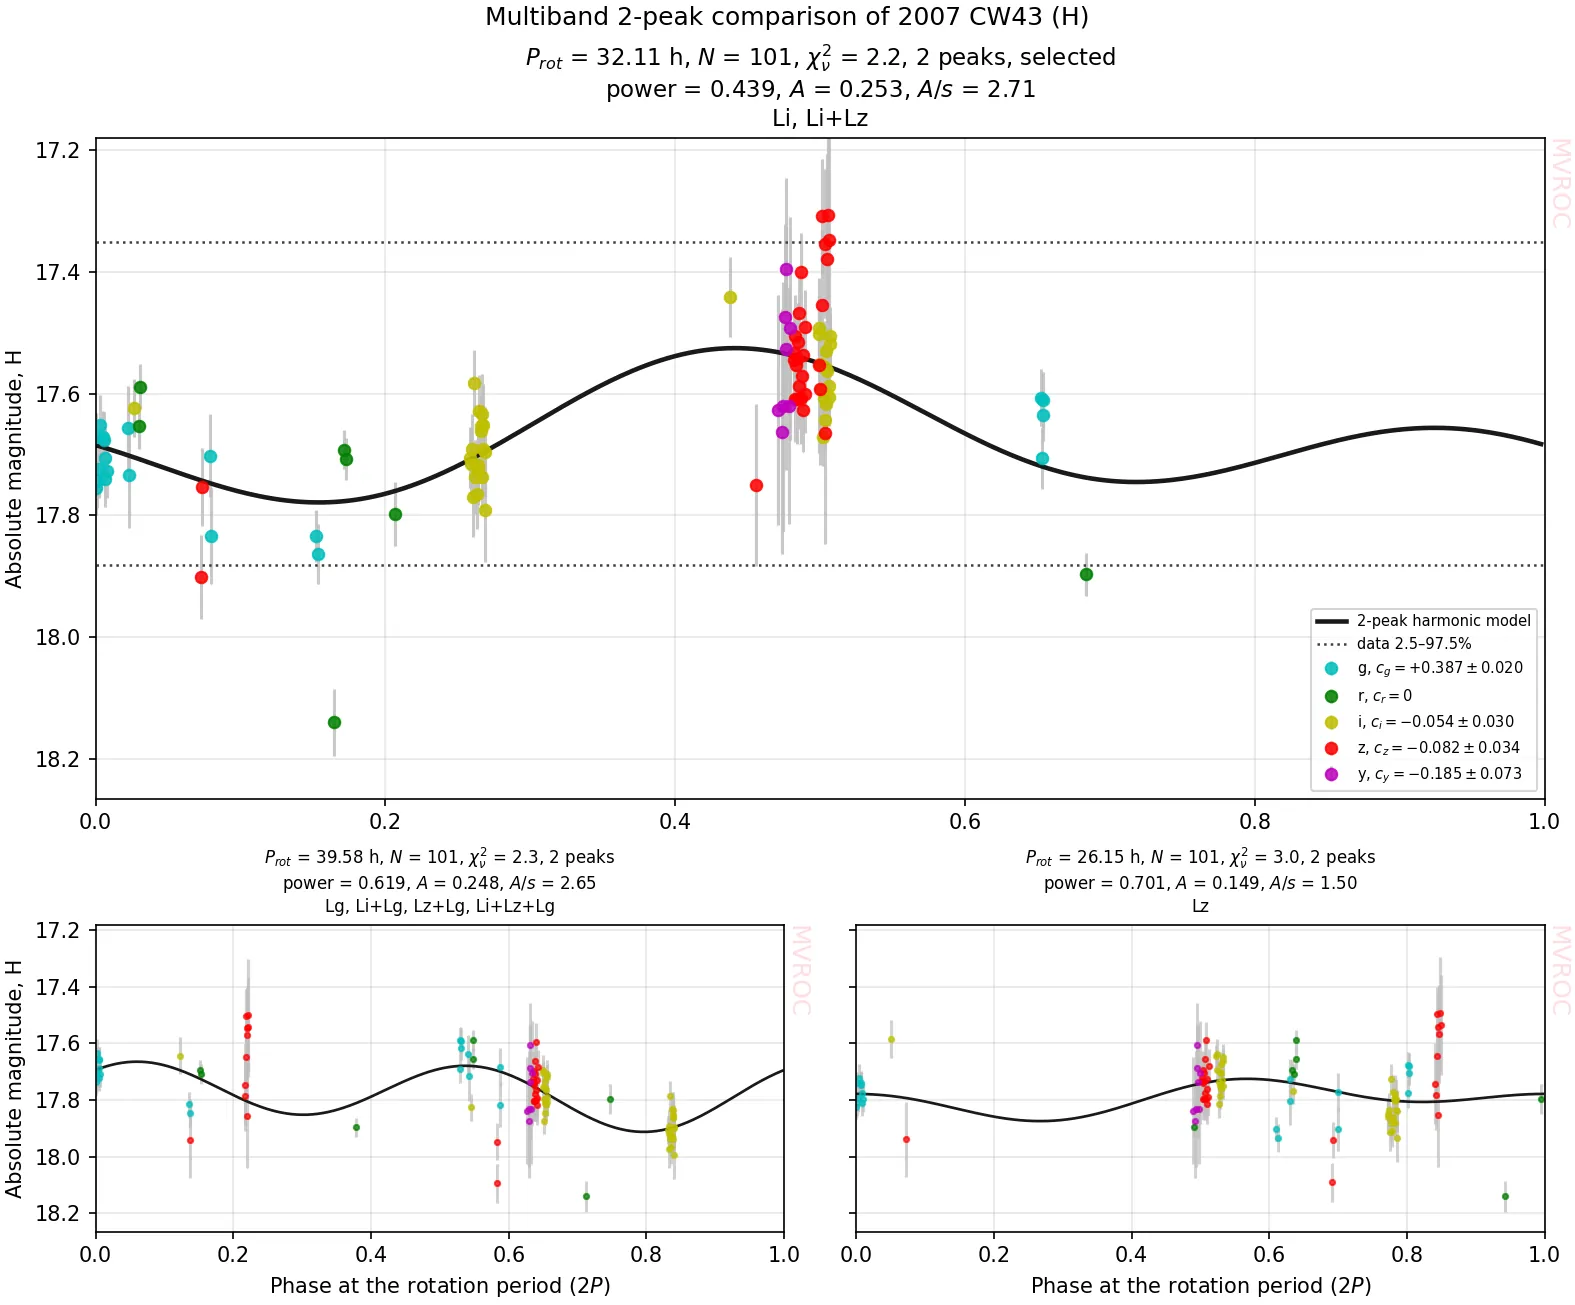 Multiband 2-peak comparison of 2007 CW43 (H)
P_rot = 32.11 h, N = 101, χ²_ν = 2.2, 2 peaks, selected
power = 0.439, A = 0.253, A/s = 2.71
Li, Li+Lz
Absolute magnitude, H
17.2
17.4
17.6
17.8
18.0
18.2
0.0 0.2 0.4 0.6 0.8 1.0
2-peak harmonic model
data 2.5–97.5%
g, c_g = +0.387 ± 0.020
r, c_r = 0
i, c_i = −0.054 ± 0.030
z, c_z = −0.082 ± 0.034
y, c_y = −0.185 ± 0.073
MVROC
P_rot = 39.58 h, N = 101, χ²_ν = 2.3, 2 peaks
power = 0.619, A = 0.248, A/s = 2.65
Lg, Li+Lg, Lz+Lg, Li+Lz+Lg
Absolute magnitude, H
17.2
17.4
17.6
17.8
18.0
18.2
0.0 0.2 0.4 0.6 0.8 1.0
Phase at the rotation period (2P)
MVROC
P_rot = 26.15 h, N = 101, χ²_ν = 3.0, 2 peaks
power = 0.701, A = 0.149, A/s = 1.50
Lz
0.0 0.2 0.4 0.6 0.8 1.0
Phase at the rotation period (2P)
MVROC